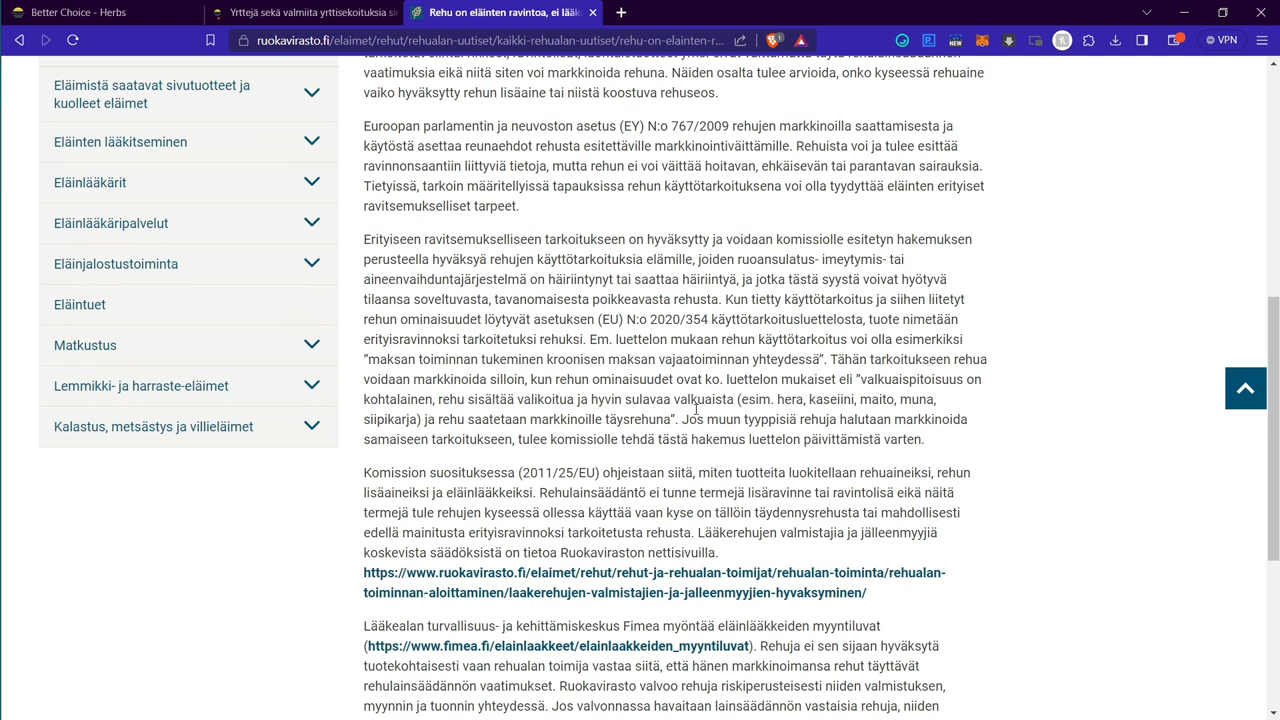 Better Choice - Herbs
Yrttejä sekä valmiita yrttisekoituksia si
Rehu on eläinten ravintoa, ei lääk
ruokavirasto.fi/elaimet/rehut/rehualan-uutiset/kaikki-rehualan-uutiset/rehu-on-elainten-r...
VPN
Eläimistä saatavat sivutuotteet ja
kuolleet eläimet
Eläinten lääkitseminen
Eläinlääkärit
Eläinlääkäripalvelut
Eläinjalostustoiminta
Eläintuet
Matkustus
Lemmikki- ja harraste-eläimet
Kalastus, metsästys ja villieläimet
vaatimuksia eikä niitä siten voi markkinoida rehuna. Näiden osalta tulee arvioida, onko kyseessä rehuaine
vaiko hyväksytty rehun lisäaine tai niistä koostuva rehuseos.
Euroopan parlamentin ja neuvoston asetus (EY) N:o 767/2009 rehujen markkinoilla saattamisesta ja
käytöstä asettaa reunaehdot rehusta esitettäville markkinointiväittämille. Rehuista voi ja tulee esittää
ravinnonsaantiin liittyviä tietoja, mutta rehun ei voi väittää hoitavan, ehkäisevän tai parantavan sairauksia.
Tietyissä, tarkoin määritellyissä tapauksissa rehun käyttötarkoituksena voi olla tyydyttää eläinten erityiset
ravitsemukselliset tarpeet.
Erityiseen ravitsemukselliseen tarkoitukseen on hyväksytty ja voidaan komissiolle esitetyn hakemuksen
perusteella hyväksyä rehujen käyttötarkoituksia elämille, joiden ruoansulatus- imeytymis- tai
aineenvaihduntajärjestelmä on häiriintynyt tai saattaa häiriintyä, ja jotka tästä syystä voivat hyötyvä
tilaansa soveltuvasta, tavanomaisesta poikkeavasta rehusta. Kun tietty käyttötarkoitus ja siihen liitetyt
rehun ominaisuudet löytyvät asetuksen (EU) N:o 2020/354 käyttötarkoitusluettelosta, tuote nimetään
erityisravinnoksi tarkoitetuksi rehuksi. Em. luettelon mukaan rehun käyttötarkoitus voi olla esimerkiksi
”maksan toiminnan tukeminen kroonisen maksan vajaatoiminnan yhteydessä”. Tähän tarkoitukseen rehua
voidaan markkinoida silloin, kun rehun ominaisuudet ovat ko. luettelon mukaiset eli ”valkuaispitoisuus on
kohtalainen, rehu sisältää valikoitua ja hyvin sulavaa valkuaista (esim. hera, kaseiini, maito, muna,
siipikarja) ja rehu saatetaan markkinoille täysrehuna”. Jos muun tyyppisiä rehuja halutaan markkinoida
samaiseen tarkoitukseen, tulee komissiolle tehdä tästä hakemus luettelon päivittämistä varten.
Komission suosituksessa (2011/25/EU) ohjeistaan siitä, miten tuotteita luokitellaan rehuaineiksi, rehun
lisäaineiksi ja eläinlääkkeiksi. Rehulainsäädäntö ei tunne termejä lisäravinne tai ravintolisä eikä näitä
termejä tule rehujen kyseessä ollessa käyttää vaan kyse on tällöin täydennysrehusta tai mahdollisesti
edellä mainitusta erityisravinnoksi tarkoitetusta rehusta. Lääkerehujen valmistajia ja jälleenmyyjiä
koskevista säädöksistä on tietoa Ruokaviraston nettisivuilla.
https://www.ruokavirasto.fi/elaimet/rehut/rehut-ja-rehualan-toimijat/rehualan-toiminta/rehualan-
toiminnan-aloittaminen/laakerehujen-valmistajien-ja-jalleenmyyjien-hyvaksyminen/
Lääkealan turvallisuus- ja kehittämiskeskus Fimea myöntää eläinlääkkeiden myyntiluvat
(https://www.fimea.fi/elainlaakkeet/elainlaakkeiden_myyntiluvat). Rehuja ei sen sijaan hyväksytä
tuotekohtaisesti vaan rehualan toimija vastaa siitä, että hänen markkinoimansa rehut täyttävät
rehulainsäädännön vaatimukset. Ruokavirasto valvoo rehuja riskiperusteisesti niiden valmistuksen,
myynnin ja tuonnin yhteydessä. Jos valvonnassa havaitaan lainsäädännön vastaisia rehuja, niiden